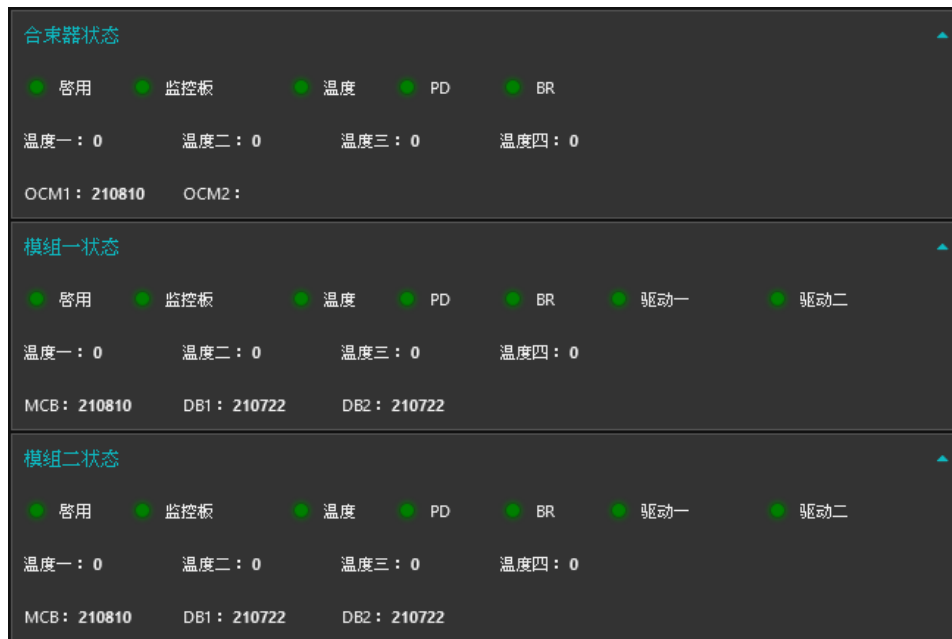 合束器状态
启用 监控板 温度 PD BR
温度一：0 温度二：0 温度三：0 温度四：0
OCM1：210810 OCM2：
模组一状态
启用 监控板 温度 PD BR 驱动一 驱动二
温度一：0 温度二：0 温度三：0 温度四：0
MCB：210810 DB1：210722 DB2：210722
模组二状态
启用 监控板 温度 PD BR 驱动一 驱动二
温度一：0 温度二：0 温度三：0 温度四：0
MCB：210810 DB1：210722 DB2：210722